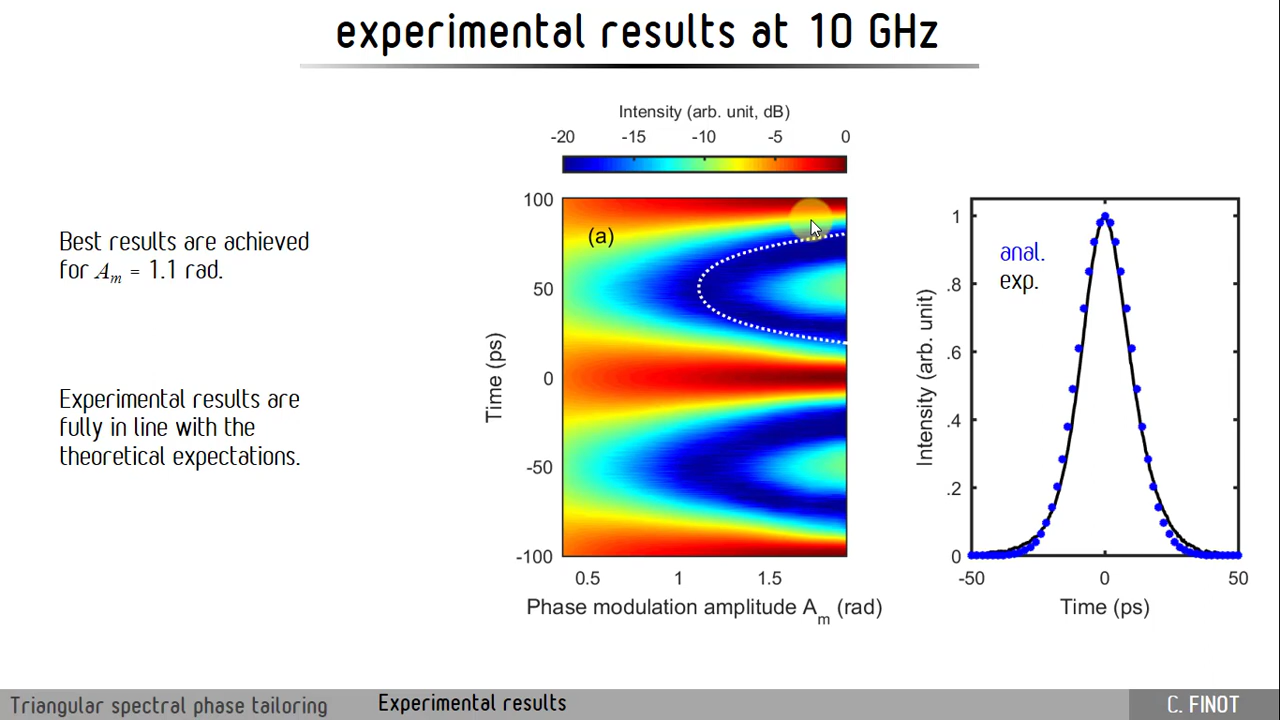 experimental results at 10 GHz
Best results are achieved
for Am = 1.1 rad.
Experimental results are
fully in line with the
theoretical expectations.
Intensity (arb. unit, dB)
-20 -15 -10 -5 0
(a)
100
50
0
-50
-100
Time (ps)
0.5 1 1.5
Phase modulation amplitude Am (rad)
anal.
exp.
1
.8
.6
.4
.2
0
Intensity (arb. unit)
-50 0 50
Time (ps)
Triangular spectral phase tailoring Experimental results C. FINOT